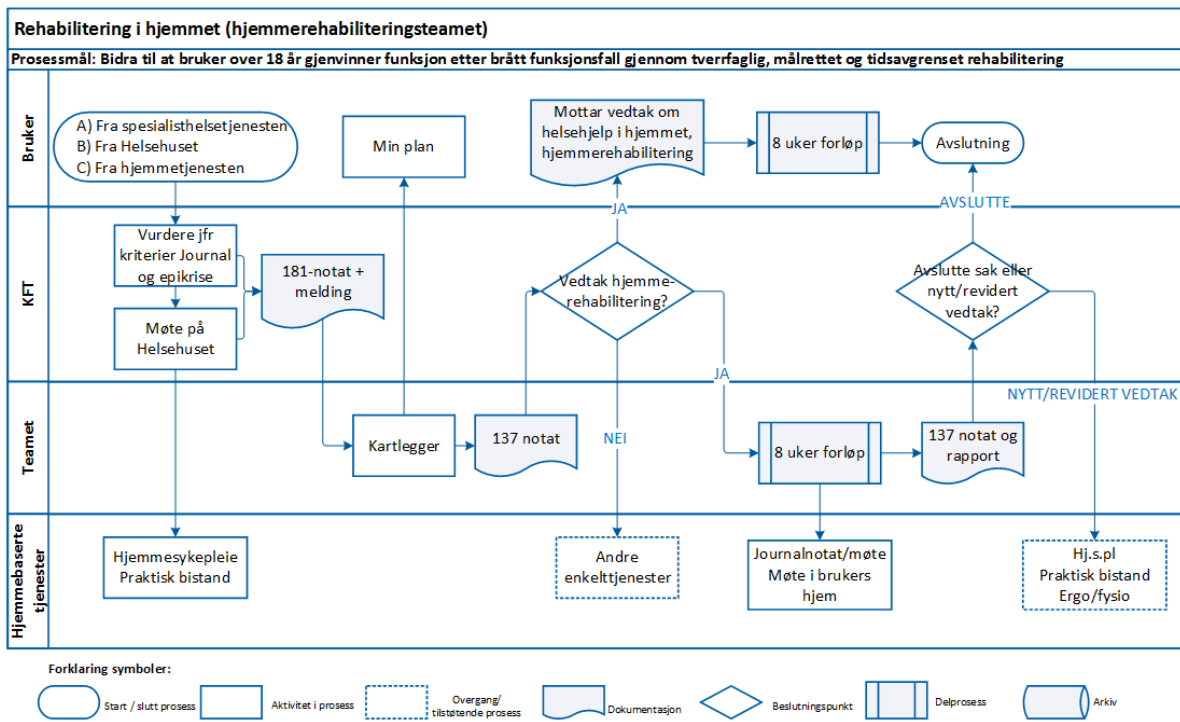 Rehabilitering i hjemmet (hjemmerehabiliteringsteamet)
Prosessmål: Bidra til at bruker over 18 år gjenvinner funksjon etter brått funksjonsfall gjennom tverrfaglig, målrettet og tidsavgrenset rehabilitering
Bruker
A) Fra spesialisthelsetjenesten
B) Fra Helsehuset
C) Fra hjemmetjenesten
Min plan
Mottar vedtak om
helsehjelp i hjemmet,
hjemmerehabilitering
8 uker forløp
Avslutning
JA
AVSLUTTE
KFT
Vurdere jfr
kriterier Journal
og epikrise
Møte på
Helsehuset
181-notat +
melding
Vedtak hjemme-
rehabilitering?
Avslutte sak eller
nytt/revidert
vedtak?
JA
NYTT/REVIDERT VEDTAK
Teamet
Kartlegger
137 notat
NEI
8 uker forløp
137 notat og
rapport
Hjemmebaserte
tjenester
Hjemmesykepleie
Praktisk bistand
Andre
enkelttjenester
Journalnotat/møte
Møte i brukers
hjem
Hj.s.pl
Praktisk bistand
Ergo/fysio
Forklaring symboler:
Start / slutt prosess
Aktivitet i prosess
Overgang/
tilstøtende prosess
Dokumentasjon
Beslutningspunkt
Delprosess
Arkiv